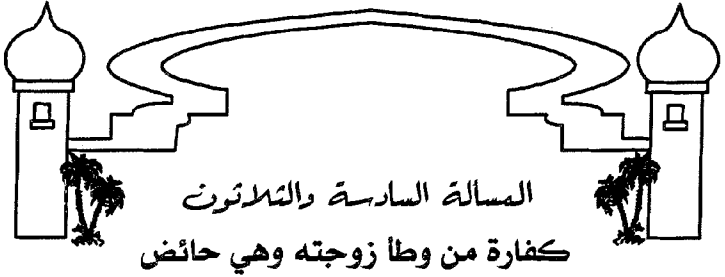 المسألة السادسة والثلاثون
كفارة من وطأ زوجته وهي حائض